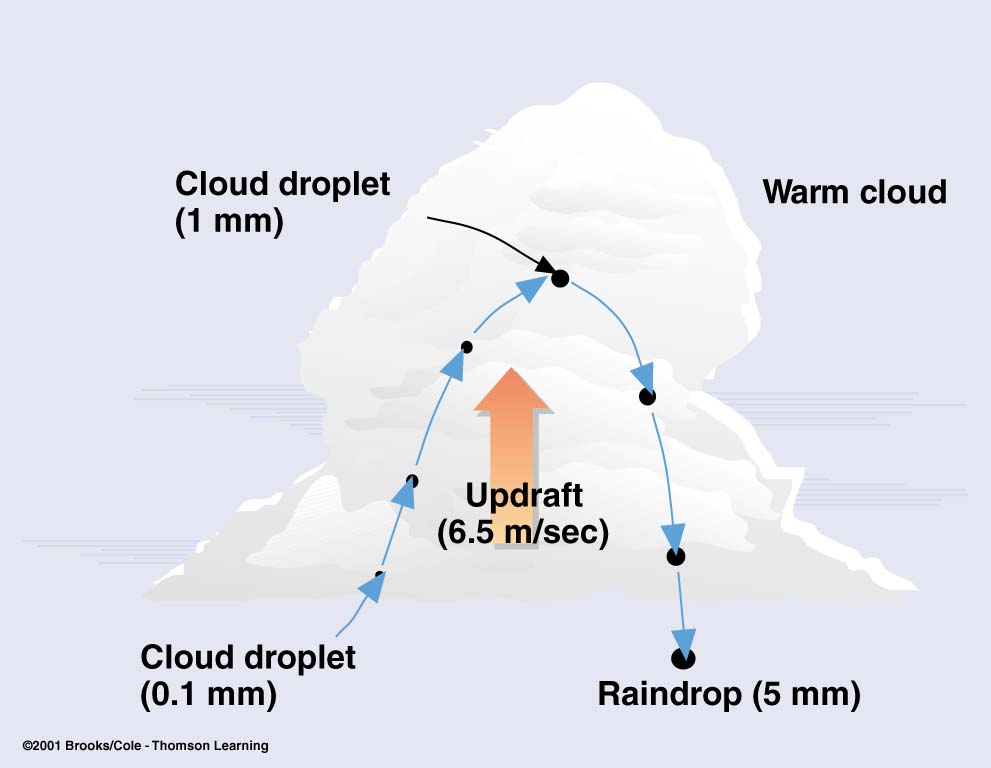 Cloud droplet
(1 mm)
Warm cloud
Updraft
(6.5 m/sec)
Cloud droplet
(0.1 mm)
Raindrop (5 mm)
©2001 Brooks/Cole - Thomson Learning